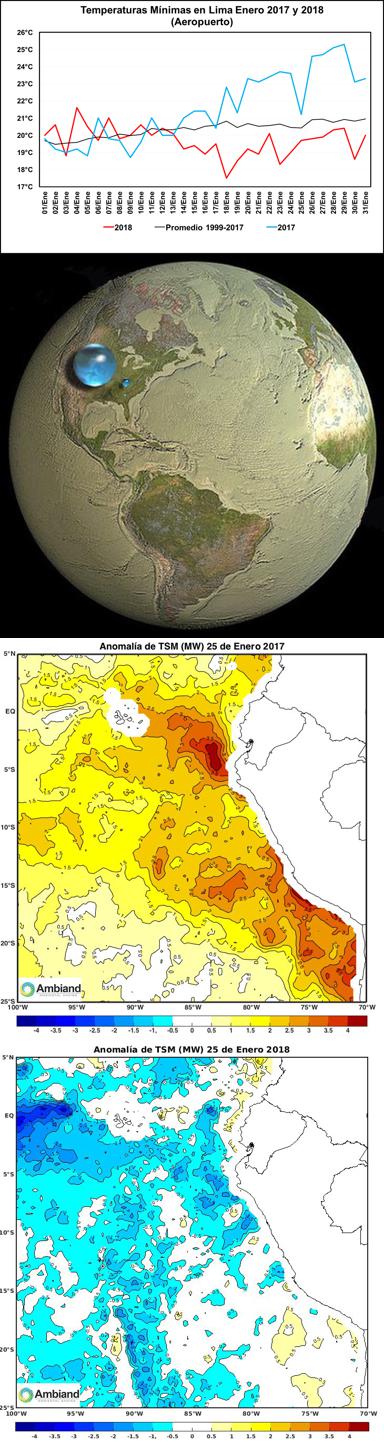 Temperaturas Mínimas en Lima Enero 2017 y 2018
(Aeropuerto)
26°C
25°C
24°C
23°C
22°C
21°C
20°C
19°C
18°C
17°C
01/Ene 02/Ene 03/Ene 04/Ene 05/Ene 06/Ene 07/Ene 08/Ene 09/Ene 10/Ene 11/Ene 12/Ene 13/Ene 14/Ene 15/Ene 16/Ene 17/Ene 18/Ene 19/Ene 20/Ene 21/Ene 22/Ene 23/Ene 24/Ene 25/Ene 26/Ene 27/Ene 28/Ene 29/Ene 30/Ene 31/Ene
2018 Promedio 1999-2017 2017
Anomalía de TSM (MW) 25 de Enero 2017
5°N
EQ
5°S
10°S
15°S
20°S
25°S
Ambiand
100°W 95°W 90°W 85°W 80°W 75°W 70°W
-4 -3.5 -3 -2.5 -2 -1.5 -1 -0.5 0 0.5 1 1.5 2 2.5 3 3.5 4
Anomalía de TSM (MW) 25 de Enero 2018
5°N
EQ
5°S
10°S
15°S
20°S
25°S
Ambiand
100°W 95°W 90°W 85°W 80°W 75°W 70°W
-4 -3.5 -3 -2.5 -2 -1.5 -1 -0.5 0 0.5 1 1.5 2 2.5 3 3.5 4